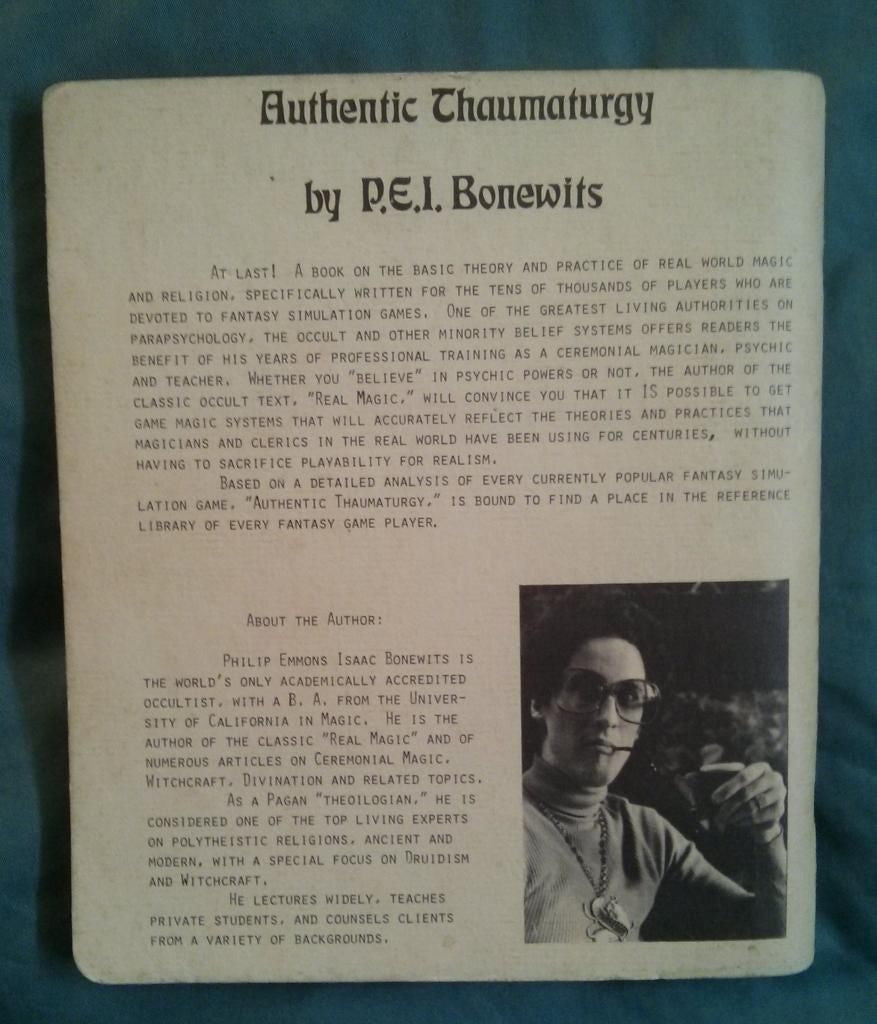 Authentic Thaumaturgy
by P.E.I. Bonewits
AT LAST! A BOOK ON THE BASIC THEORY AND PRACTICE OF REAL WORLD MAGIC
AND RELIGION, SPECIFICALLY WRITTEN FOR THE TENS OF THOUSANDS OF PLAYERS WHO ARE
DEVOTED TO FANTASY SIMULATION GAMES. ONE OF THE GREATEST LIVING AUTHORITIES ON
PARAPSYCHOLOGY, THE OCCULT AND OTHER MINORITY BELIEF SYSTEMS OFFERS READERS THE
BENEFIT OF HIS YEARS OF PROFESSIONAL TRAINING AS A CEREMONIAL MAGICIAN, PSYCHIC
AND TEACHER. WHETHER YOU "BELIEVE" IN PSYCHIC POWERS OR NOT, THE AUTHOR OF THE
CLASSIC OCCULT TEXT, "REAL MAGIC," WILL CONVINCE YOU THAT IT IS POSSIBLE TO GET
GAME MAGIC SYSTEMS THAT WILL ACCURATELY REFLECT THE THEORIES AND PRACTICES THAT
MAGICIANS AND CLERICS IN THE REAL WORLD HAVE BEEN USING FOR CENTURIES, WITHOUT
HAVING TO SACRIFICE PLAYABILITY FOR REALISM.
BASED ON A DETAILED ANALYSIS OF EVERY CURRENTLY POPULAR FANTASY SIMU-
LATION GAME, "AUTHENTIC THAUMATURGY," IS BOUND TO FIND A PLACE IN THE REFERENCE
LIBRARY OF EVERY FANTASY GAME PLAYER.
ABOUT THE AUTHOR:
PHILIP EMMONS ISAAC BONEWITS IS
THE WORLD'S ONLY ACADEMICALLY ACCREDITED
OCCULTIST, WITH A B. A. FROM THE UNIVER-
SITY OF CALIFORNIA IN MAGIC. HE IS THE
AUTHOR OF THE CLASSIC "REAL MAGIC" AND OF
NUMEROUS ARTICLES ON CEREMONIAL MAGIC,
WITCHCRAFT, DIVINATION AND RELATED TOPICS.
AS A PAGAN "THEOILOGIAN," HE IS
CONSIDERED ONE OF THE TOP LIVING EXPERTS
ON POLYTHEISTIC RELIGIONS, ANCIENT AND
MODERN, WITH A SPECIAL FOCUS ON DRUIDISM
AND WITCHCRAFT.
HE LECTURES WIDELY, TEACHES
PRIVATE STUDENTS, AND COUNSELS CLIENTS
FROM A VARIETY OF BACKGROUNDS.